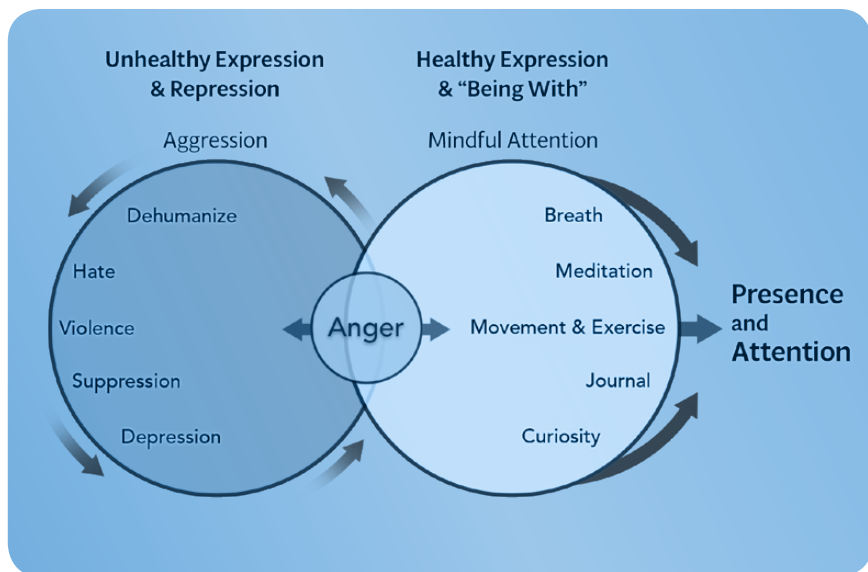 Unhealthy Expression
& Repression
Healthy Expression
& “Being With”
Aggression
Mindful Attention
Dehumanize
Hate
Violence
Suppression
Depression
Anger
Breath
Meditation
Movement & Exercise
Journal
Curiosity
Presence
and
Attention